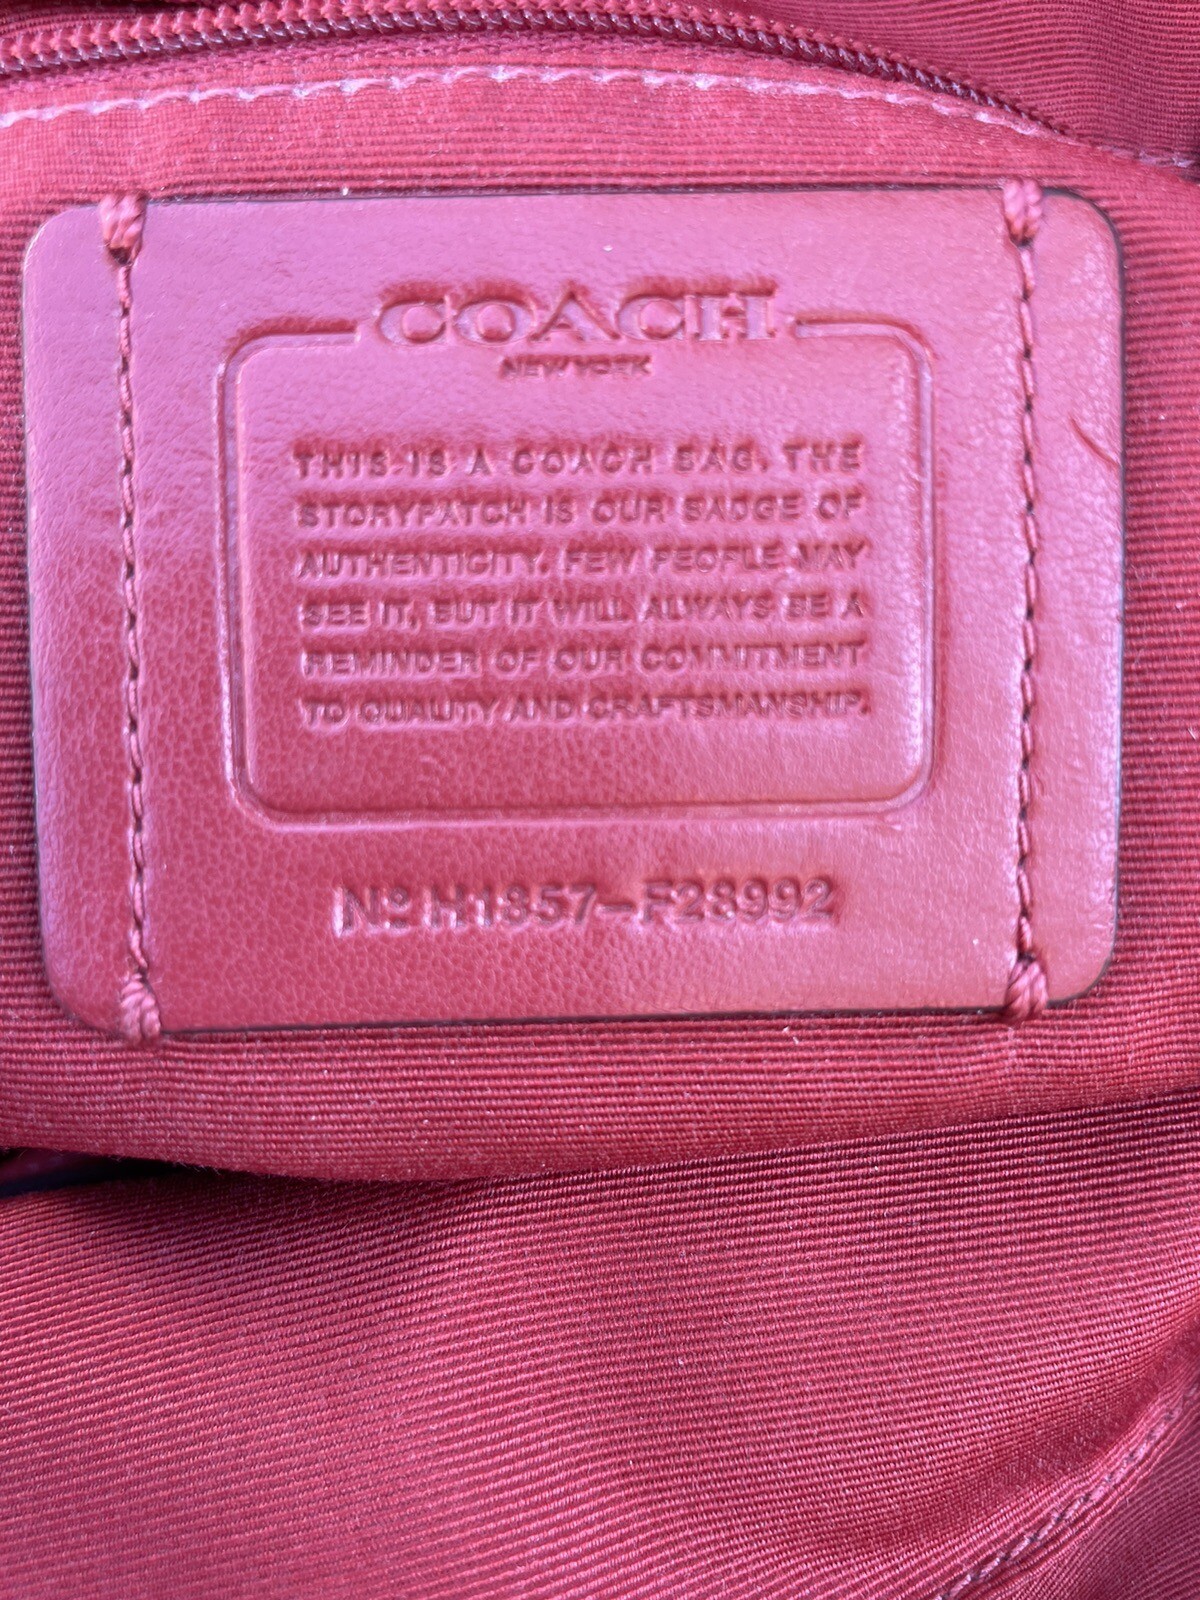 COACH
NEW YORK
THIS IS A COACH BAG. THE
STORYPATCH IS OUR BADGE OF
AUTHENTICITY. FEW PEOPLE MAY
SEE IT, BUT IT WILL ALWAYS BE A
REMINDER OF OUR COMMITMENT
TO QUALITY AND CRAFTSMANSHIP.
Nº H1857-F28992